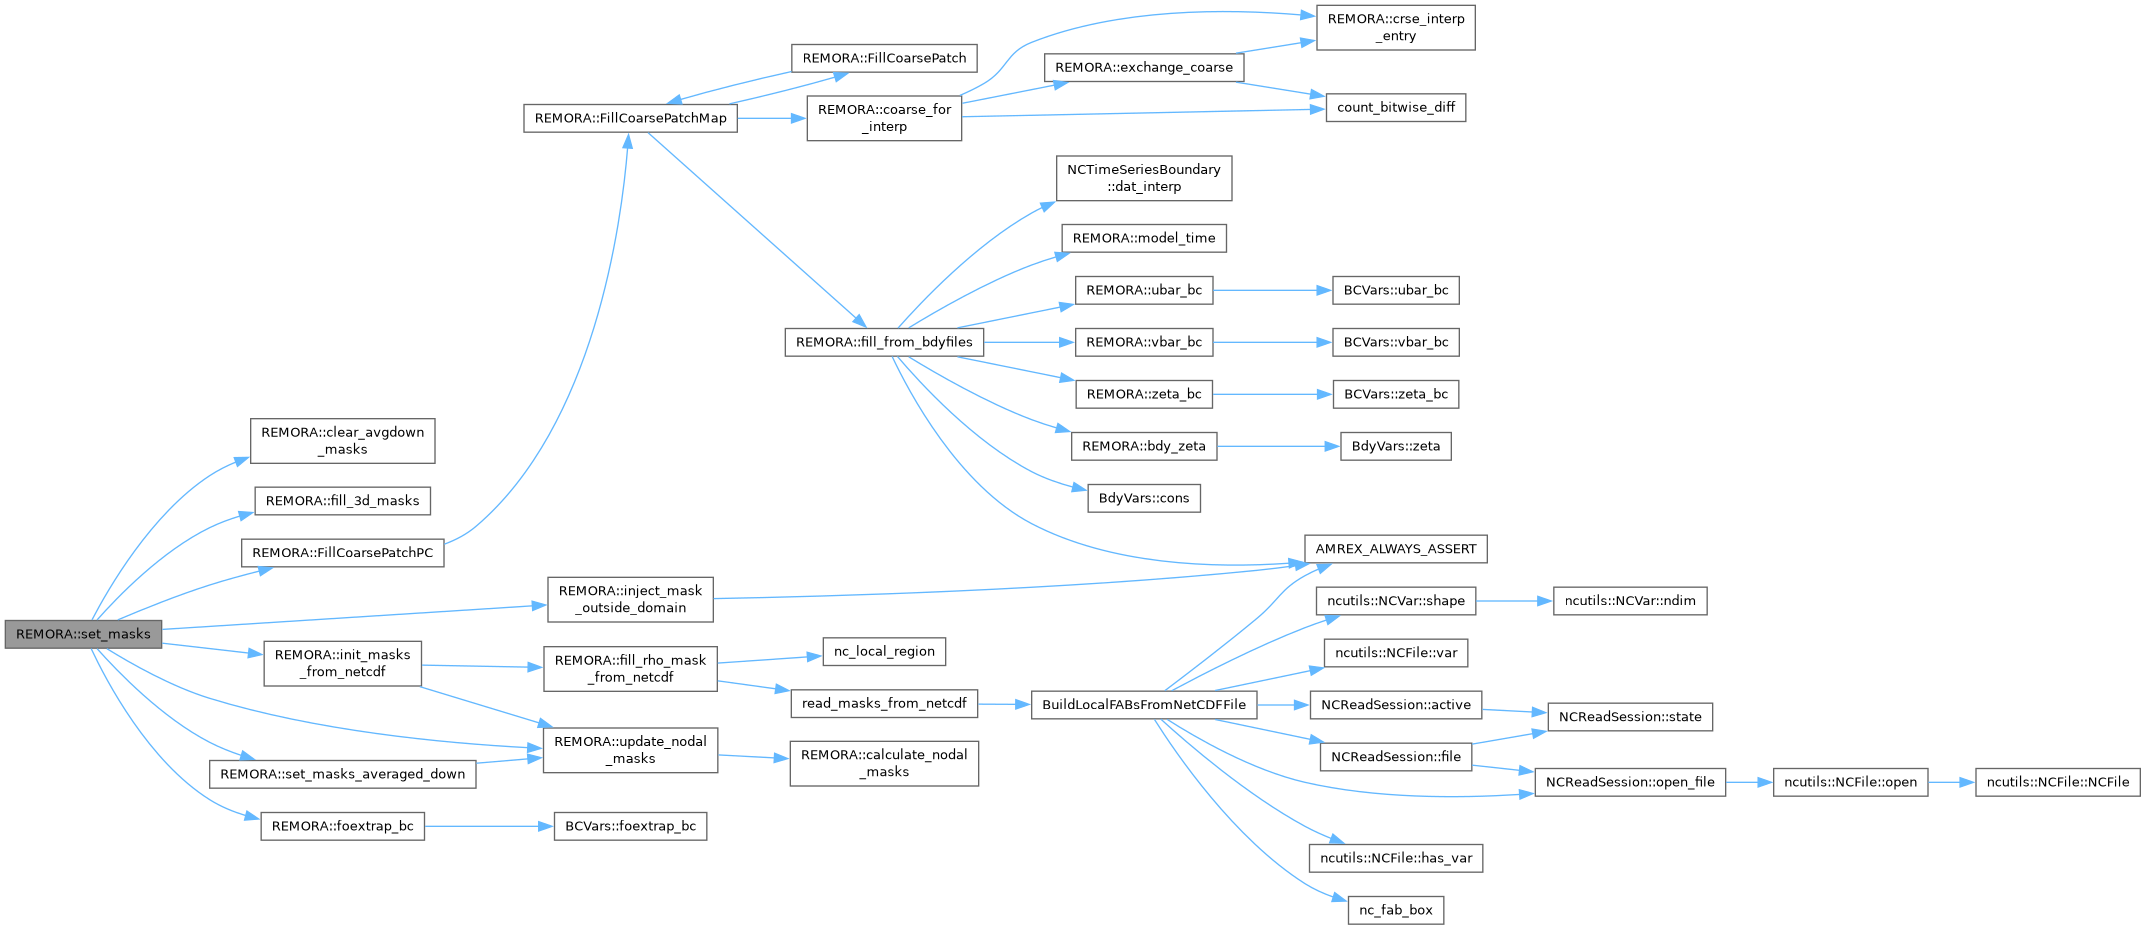 REMORA::set_masks
REMORA::clear_avgdown
_masks
REMORA::fill_3d_masks
REMORA::FillCoarsePatchPC
REMORA::FillCoarsePatchMap
REMORA::FillCoarsePatch
REMORA::coarse_for
_interp
REMORA::exchange_coarse
REMORA::crse_interp
_entry
count_bitwise_diff
REMORA::fill_from_bdyfiles
NCTimeSeriesBoundary
::dat_interp
REMORA::model_time
REMORA::ubar_bc
BCVars::ubar_bc
REMORA::vbar_bc
BCVars::vbar_bc
REMORA::zeta_bc
BCVars::zeta_bc
REMORA::bdy_zeta
BdyVars::zeta
BdyVars::cons
AMREX_ALWAYS_ASSERT
REMORA::inject_mask
_outside_domain
REMORA::init_masks
_from_netcdf
REMORA::fill_rho_mask
_from_netcdf
nc_local_region
read_masks_from_netcdf
BuildLocalFABsFromNetCDFFile
ncutils::NCVar::shape
ncutils::NCVar::ndim
ncutils::NCFile::var
NCReadSession::active
NCReadSession::state
NCReadSession::file
NCReadSession::open_file
ncutils::NCFile::open
ncutils::NCFile::NCFile
ncutils::NCFile::has_var
nc_fab_box
REMORA::update_nodal
_masks
REMORA::calculate_nodal
_masks
REMORA::set_masks_averaged_down
REMORA::foextrap_bc
BCVars::foextrap_bc